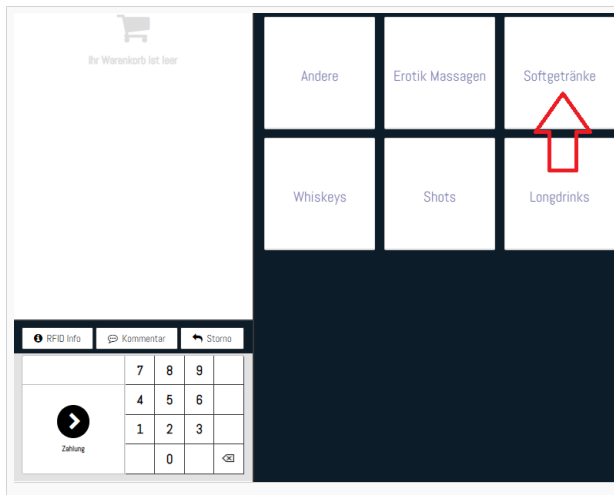 Ihr Warenkorb ist leer
Andere
Erotik Massagen
Softgetränke
Whiskeys
Shots
Longdrinks
RFID Info
Kommentar
Storno
7 8 9
4 5 6
1 2 3
0
Zahlung